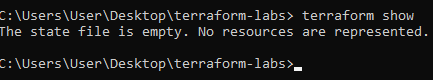 C:\Users\User\Desktop\terraform-labs> terraform show
The state file is empty. No resources are represented.
C:\Users\User\Desktop\terraform-labs>